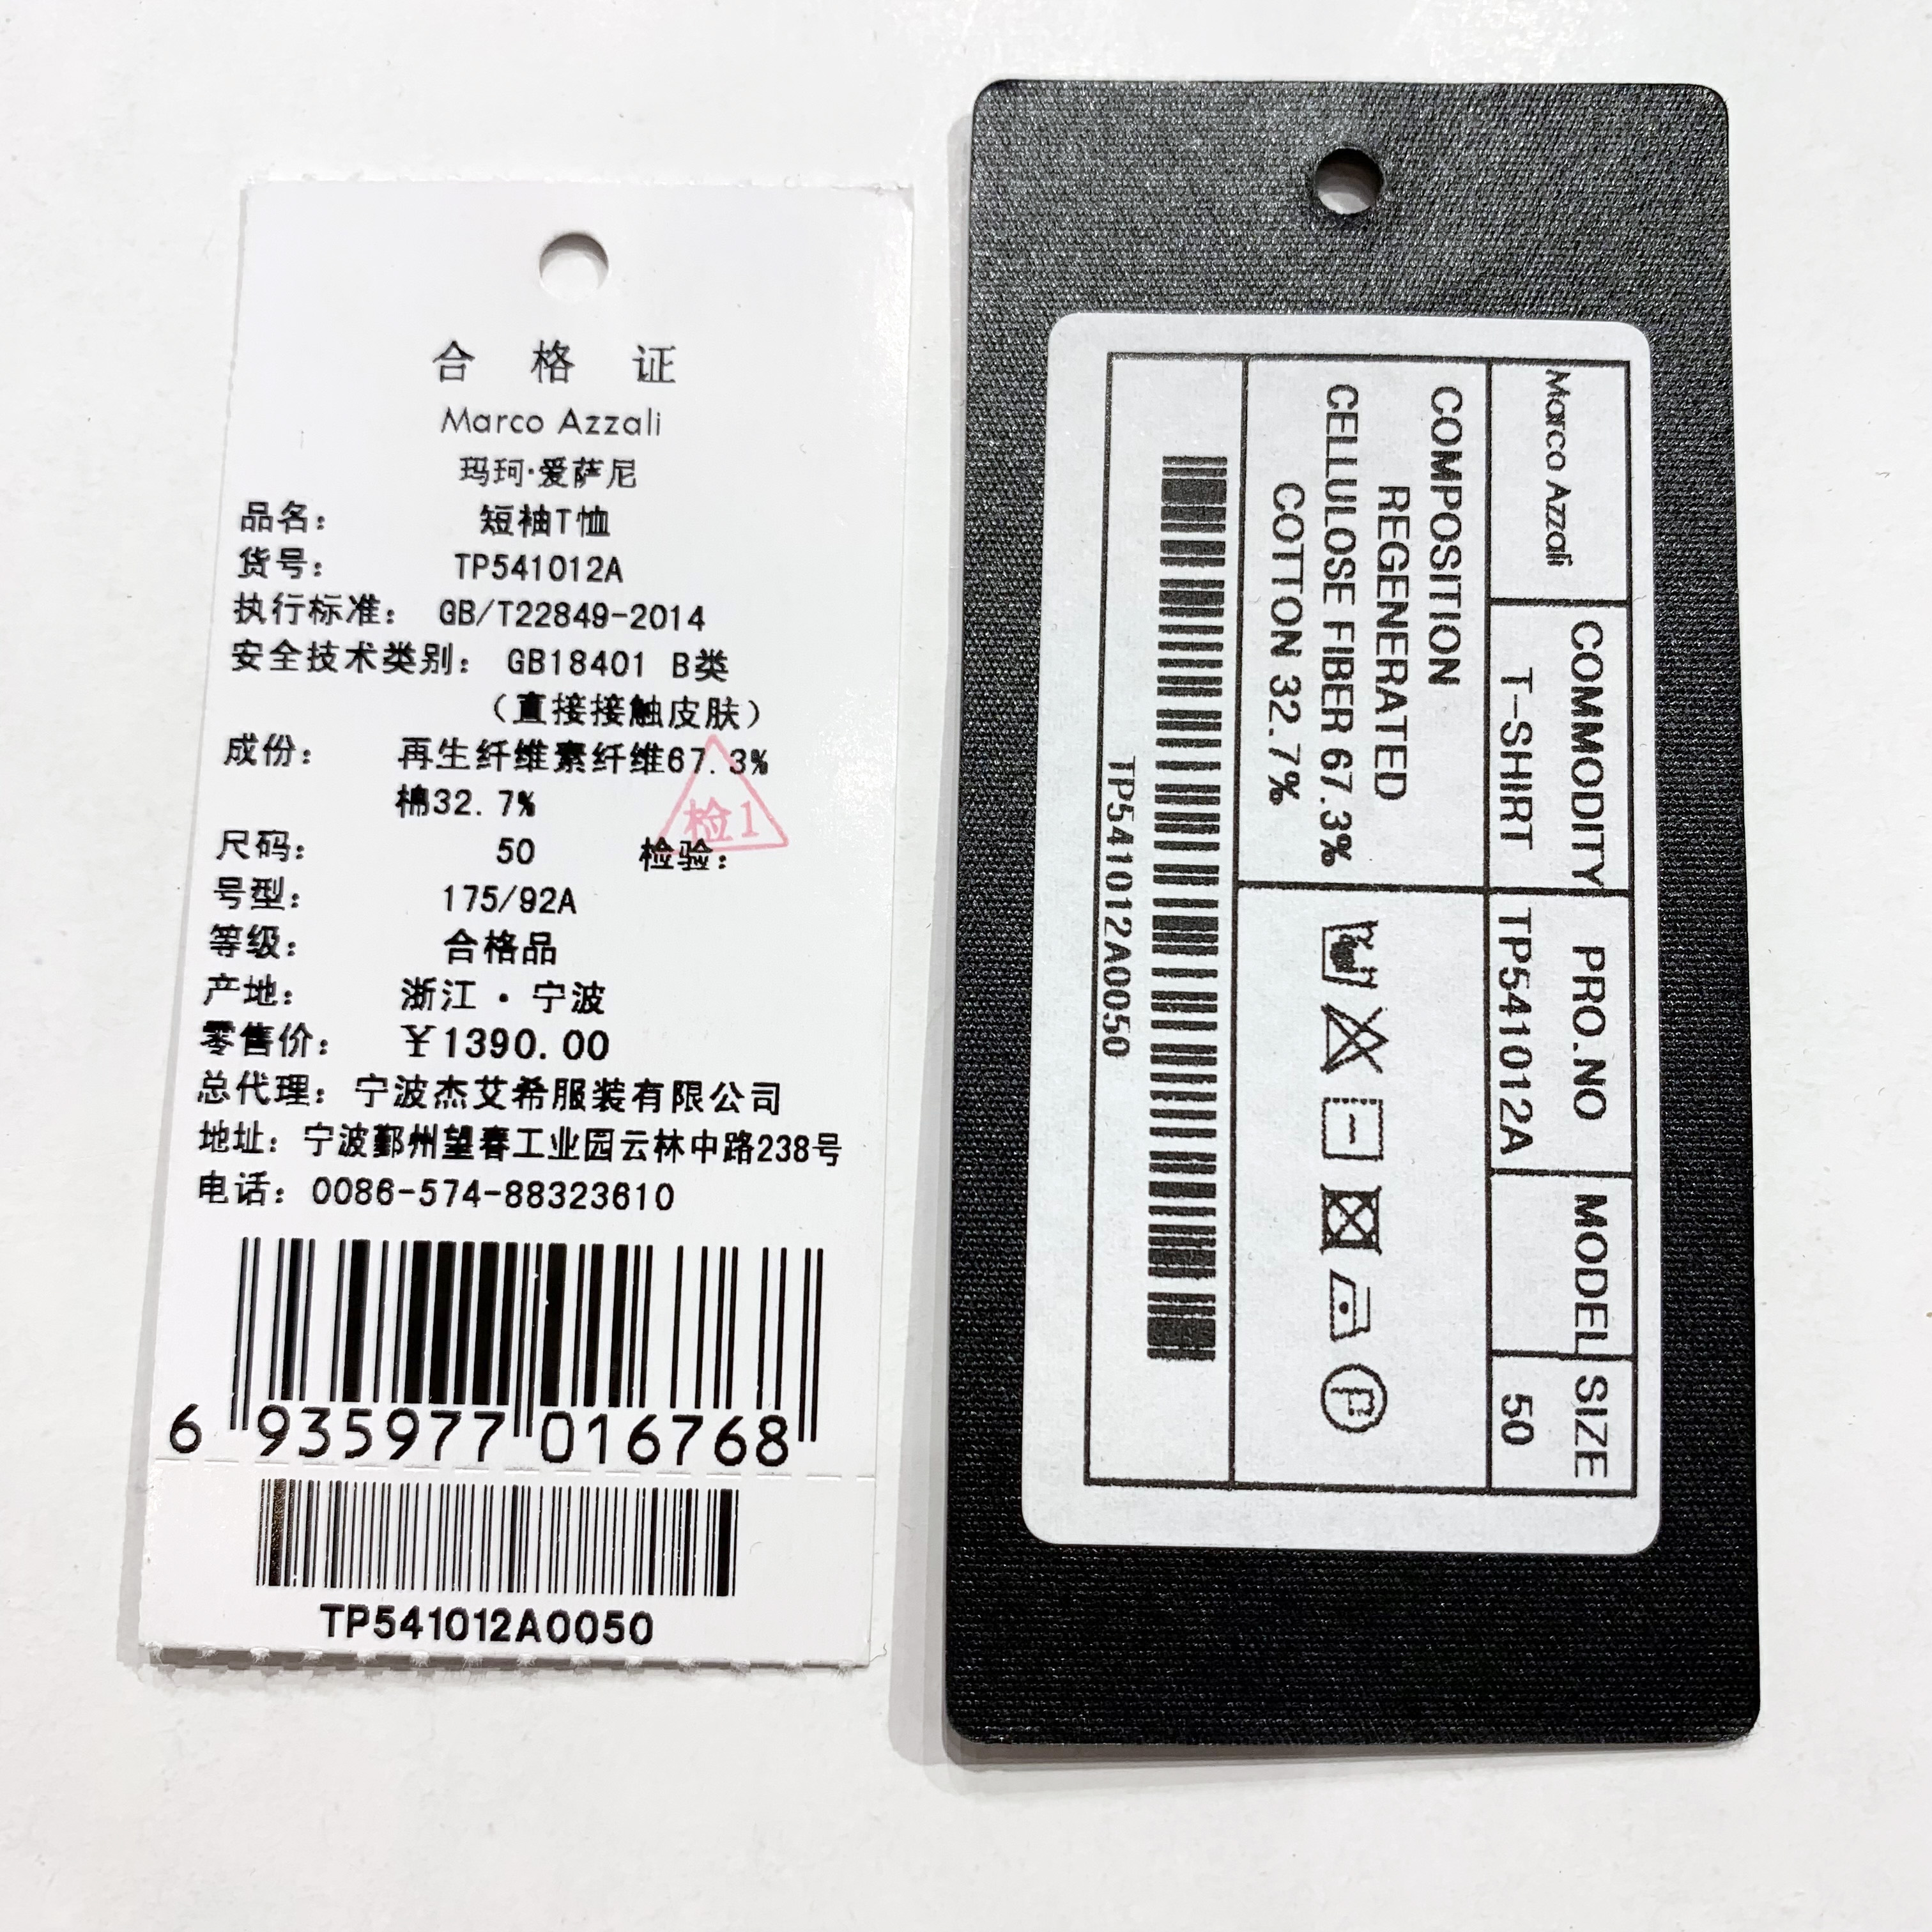 合格证
Marco Azzali
玛珂·爱萨尼
品名： 短袖T恤
货号： TP541012A
执行标准： GB/T22849-2014
安全技术类别： GB18401 B类
（直接接触皮肤）
成份： 再生纤维素纤维67.3%
棉32.7%
检1
尺码： 50 检验：
号型： 175/92A
等级： 合格品
产地： 浙江·宁波
零售价： ￥1390.00
总代理： 宁波杰艾希服装有限公司
地址： 宁波鄞州望春工业园云林中路238号
电话： 0086-574-88323610
6 935977 016768
TP541012A0050
Marco Azzali COMMODITY PRO.NO MODEL SIZE
T-SHIRT TP541012A 50
COMPOSITION
REGENERATED
CELLULOSE FIBER 67.3%
COTTON 32.7%
P
TP541012A0050